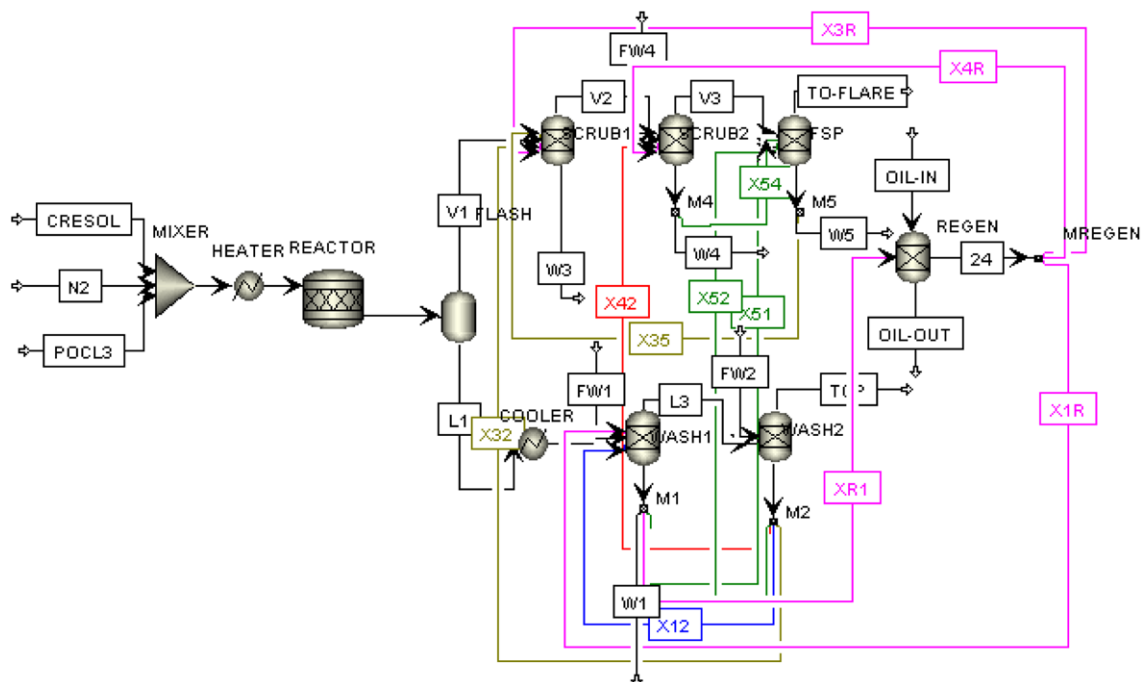 X3R
FW4
X4R
V2
V3
TO-FLARE
SCRUB1
SCRUB2
FSP
OIL-IN
X54
V1
FLASH
M4
M5
CRESOL
MIXER
HEATER
REACTOR
W3
W4
W5
REGEN
24
MREGEN
N2
X42
X52
X51
X35
OIL-OUT
POCL3
FW1
FW2
L3
TCP
L1
X32
COOLER
WASH1
WASH2
X1R
XR1
M1
M2
W1
X12